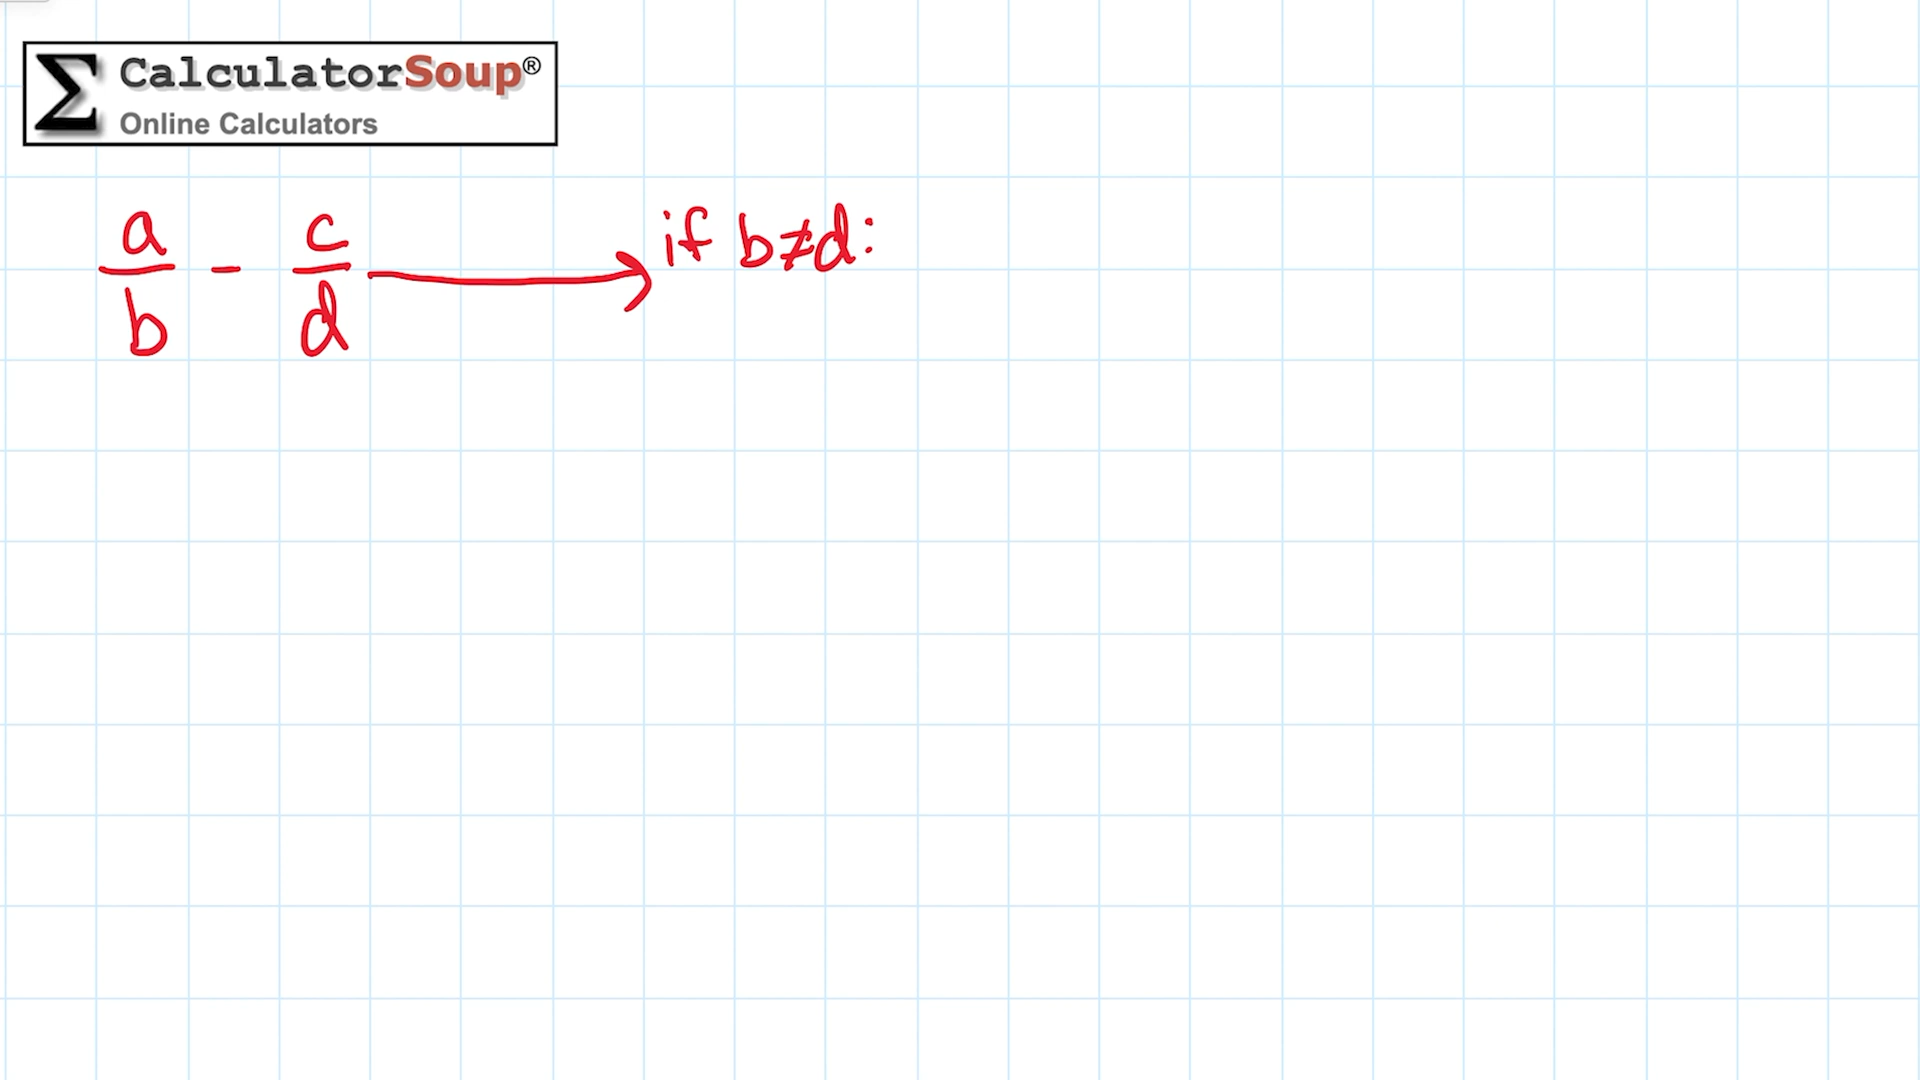 CalculatorSoup®
Online Calculators
a/b - c/d → if b≠d: